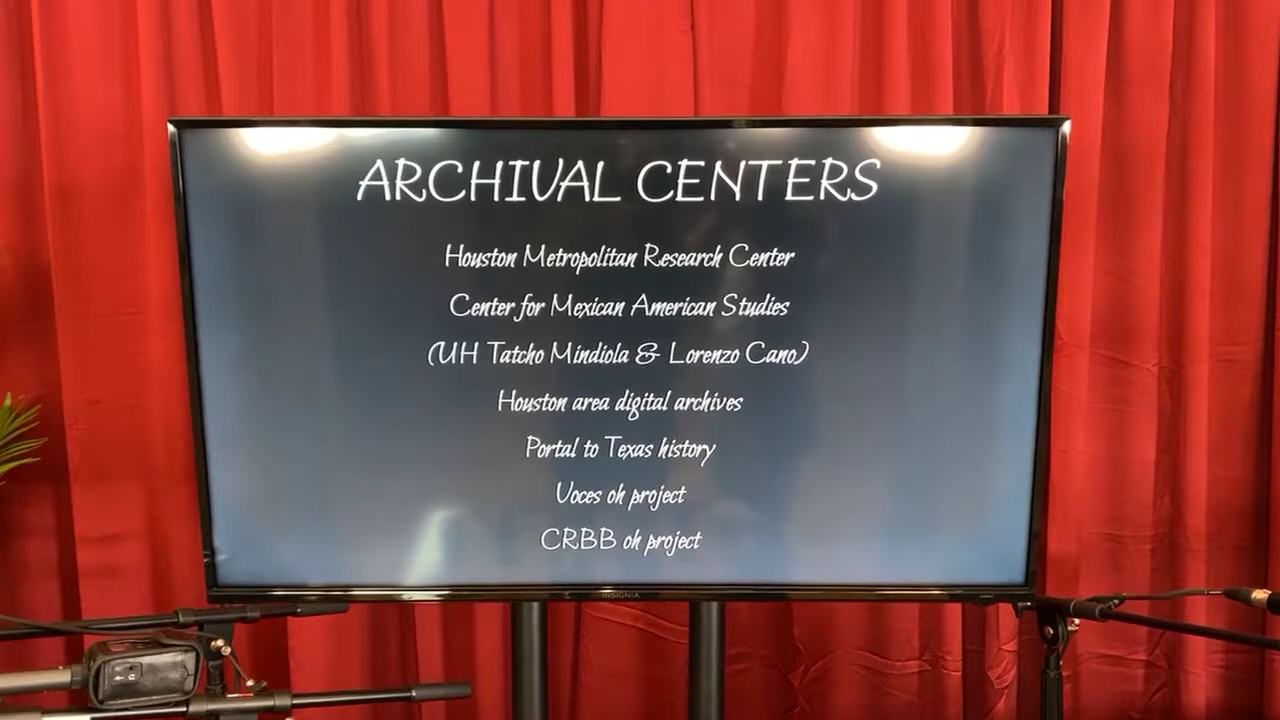 ARCHIVAL CENTERS
Houston Metropolitan Research Center
Center for Mexican American Studies
(UH Tatcho Mindiola & Lorenzo Cano)
Houston area digital archives
Portal to Texas history
Voces oh project
CRBB oh project
INSIGNIA